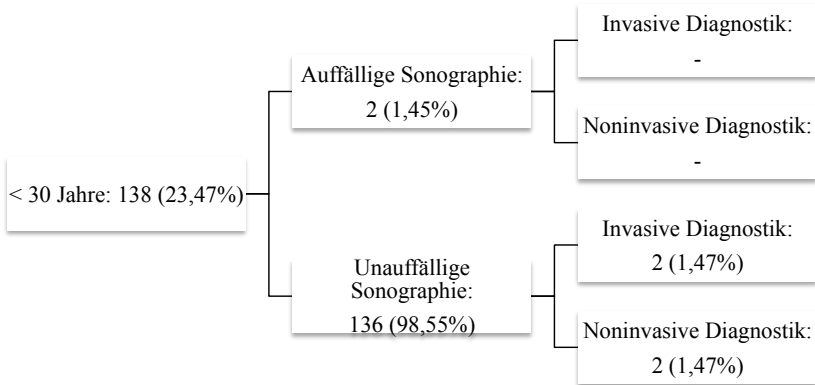 < 30 Jahre: 138 (23,47%)
Auffällige Sonographie:
2 (1,45%)
Invasive Diagnostik:
-
Noninvasive Diagnostik:
-
Unauffällige
Sonographie:
136 (98,55%)
Invasive Diagnostik:
2 (1,47%)
Noninvasive Diagnostik:
2 (1,47%)